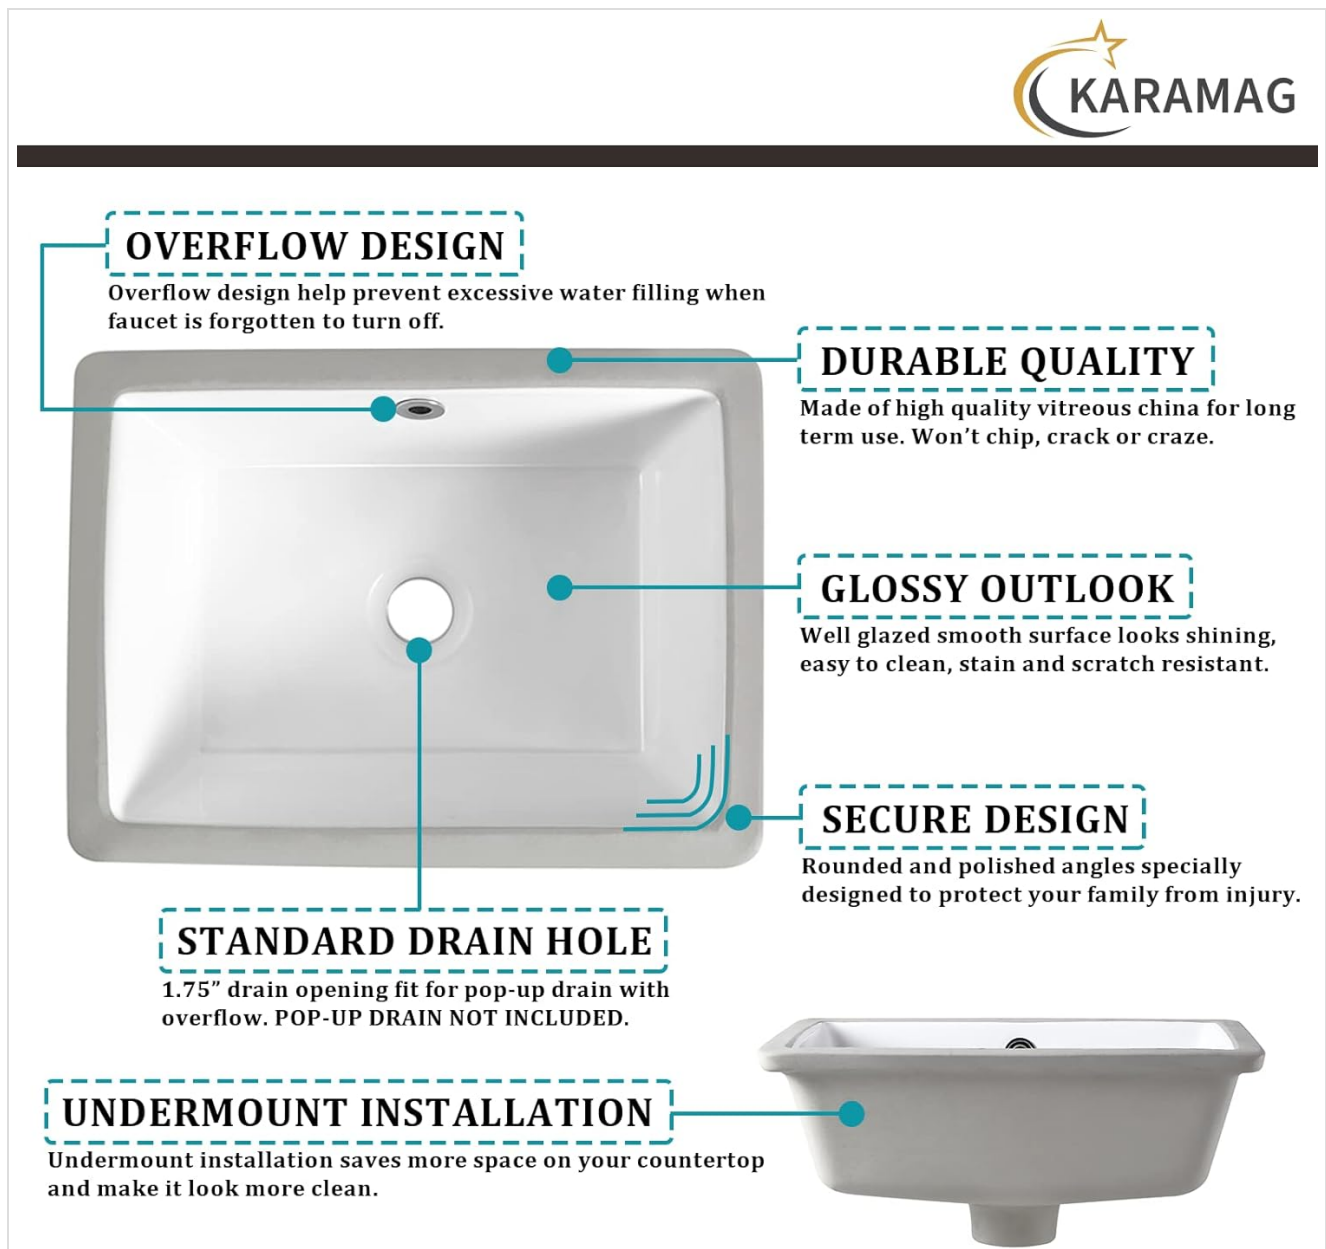 KARAMAG
OVERFLOW DESIGN
Overflow design help prevent excessive water filling when
faucet is forgotten to turn off.
DURABLE QUALITY
Made of high quality vitreous china for long
term use. Won’t chip, crack or craze.
GLOSSY OUTLOOK
Well glazed smooth surface looks shining,
easy to clean, stain and scratch resistant.
SECURE DESIGN
Rounded and polished angles specially
designed to protect your family from injury.
STANDARD DRAIN HOLE
1.75” drain opening fit for pop-up drain with
overflow. POP-UP DRAIN NOT INCLUDED.
UNDERMOUNT INSTALLATION
Undermount installation saves more space on your countertop
and make it look more clean.